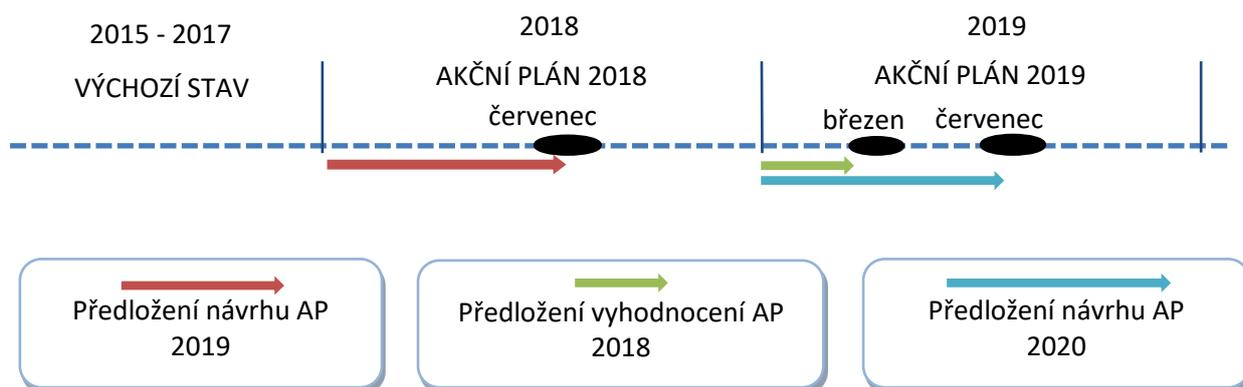 2015 - 2017
VÝCHOZÍ STAV
2018
AKČNÍ PLÁN 2018
červenec
2019
AKČNÍ PLÁN 2019
březen
červenec
Předložení návrhu AP
2019
Předložení vyhodnocení AP
2018
Předložení návrhu AP
2020